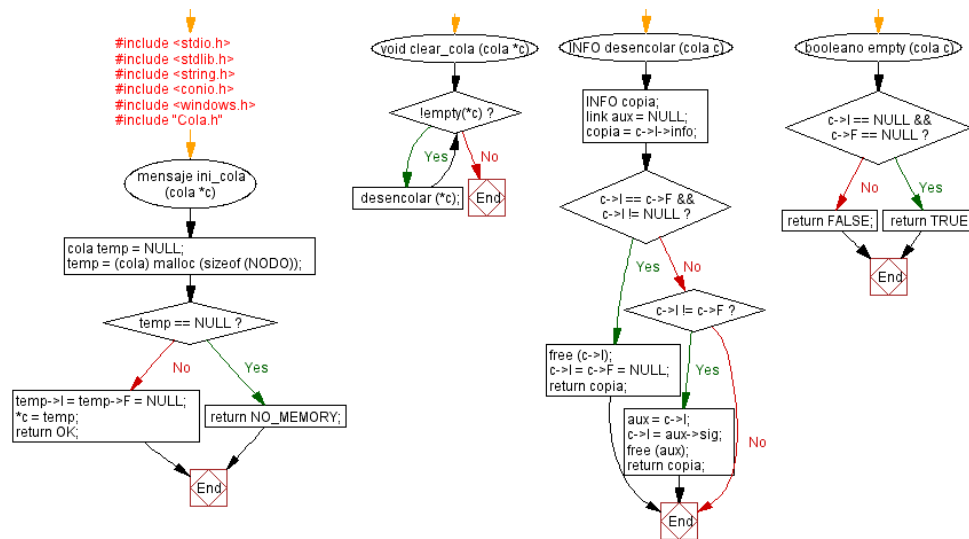 #include <stdio.h>
#include <stdlib.h>
#include <string.h>
#include <conio.h>
#include <windows.h>
#include "Cola.h"
mensaje ini_cola
(cola *c)
cola temp = NULL;
temp = (cola) malloc (sizeof (NODO));
temp == NULL ?
No
Yes
temp->I = temp->F = NULL;
*c = temp;
return OK;
return NO_MEMORY;
End
void clear_cola (cola *c)
!empty(*c) ?
Yes
No
desencolar (*c);
End
INFO desencolar (cola c)
INFO copia;
link aux = NULL;
copia = c->I->info;
c->I == c->F &&
c->I != NULL ?
Yes
No
c->I != c->F ?
free (c->I);
c->I = c->F = NULL;
return copia;
Yes
No
aux = c->I;
c->I = aux->sig;
free (aux);
return copia;
End
booleano empty (cola c)
c->I == NULL &&
c->F == NULL ?
No
Yes
return FALSE;
return TRUE;
End